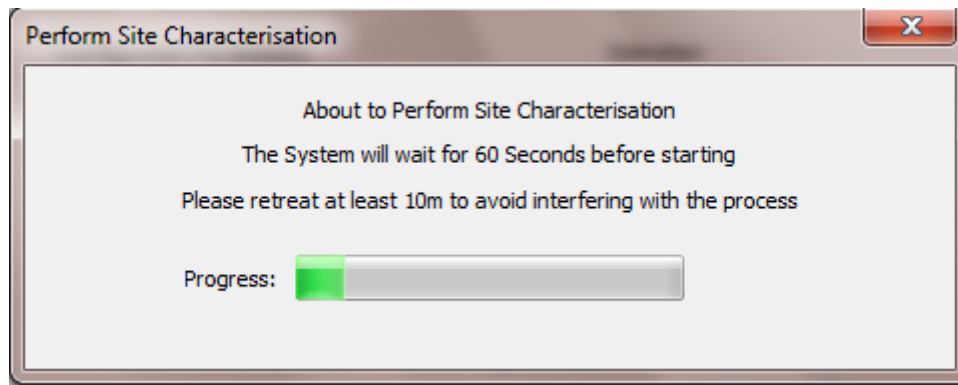 Perform Site Characterisation
About to Perform Site Characterisation
The System will wait for 60 Seconds before starting
Please retreat at least 10m to avoid interfering with the process
Progress: